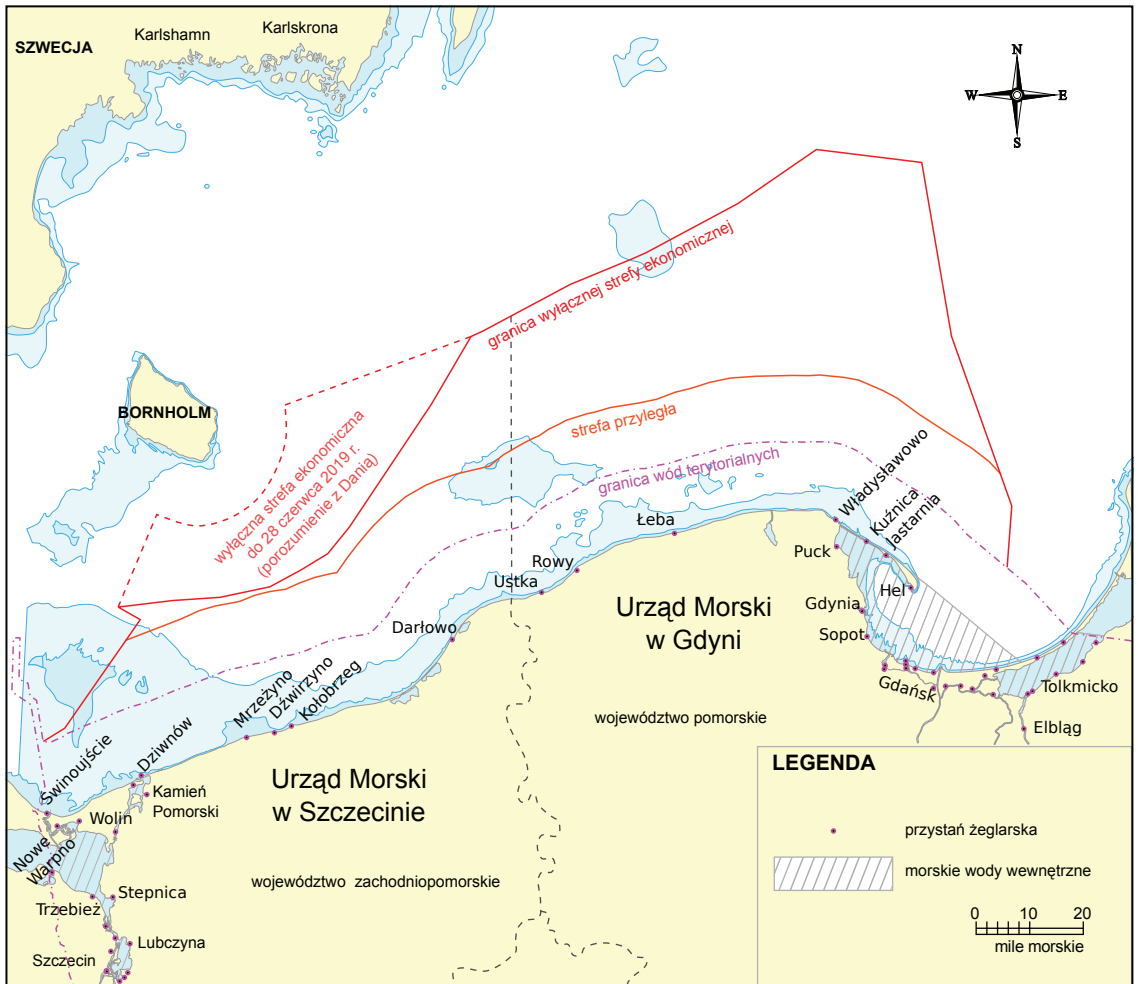 SZWECJA
Karlshamn
Karlskrona
N
W
E
S
granica wyłącznej strefy ekonomicznej
BORNHOLM
wyłączna strefa ekonomiczna
do 28 czerwca 2019 r.
(porozumienie z Danią)
strefa przyległa
granica wód terytorialnych
Władysławowo
Kuźnica
Jastarnia
Łeba
Puck
Rowy
Ustka
Hel
Gdynia
Sopot
Darłowo
Urząd Morski
w Gdyni
Gdańsk
Tolkmicko
Elbląg
Mrzeżyno
Dźwirzyno
Kołobrzeg
województwo pomorskie
Świnoujście
Dziwnów
Kamień
Pomorski
Wolin
Nowe
Warpno
Urząd Morski
w Szczecinie
województwo zachodniopomorskie
Stepnica
Trzebież
Lubczyna
Szczecin
LEGENDA
przystań żeglarska
morskie wody wewnętrzne
0 10 20
mile morskie